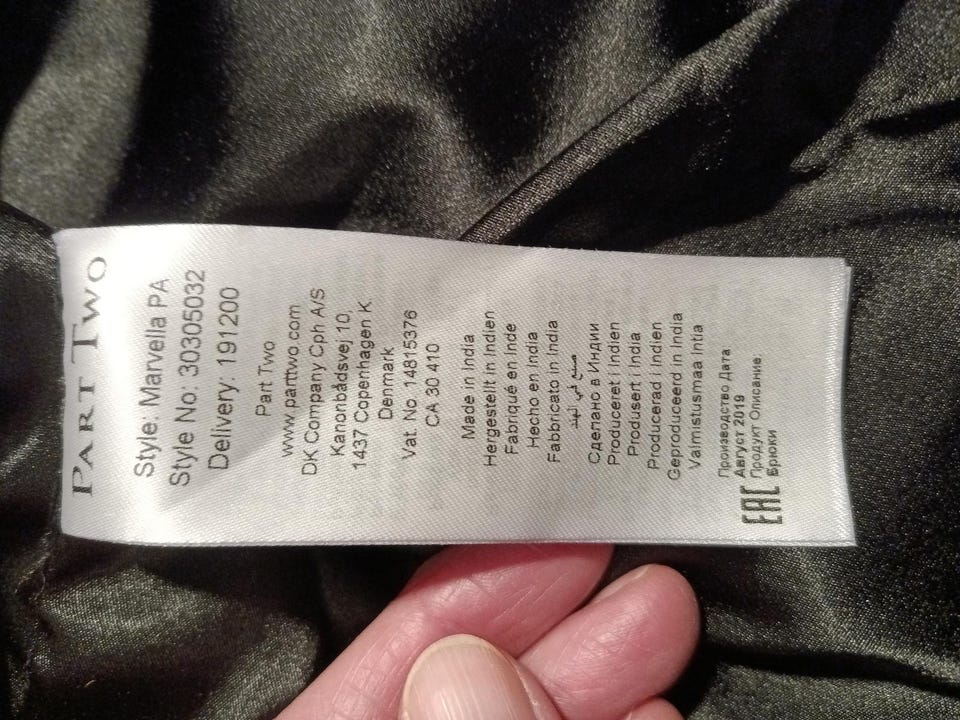 PART TWO
Style: Marvella PA
Style No: 30305032
Delivery: 191200
Part Two
www.parttwo.com
DK Company Cph A/S
Kanonbådsvej 10,
1437 Copenhagen K
Denmark
Vat. No. 14815376
CA 30 410
Made in India
Hergestellt in Indien
Fabriqué en Inde
Hecho en India
Fabbricato in India
صنع في الهند
Сделано в Индии
Produceret i Indien
Produsert i India
Producerad i Indien
Geproduceerd in India
Valmistusmaa Intia
Производство Дата
Август 2019
Продукт Описание
Брюки
EAC